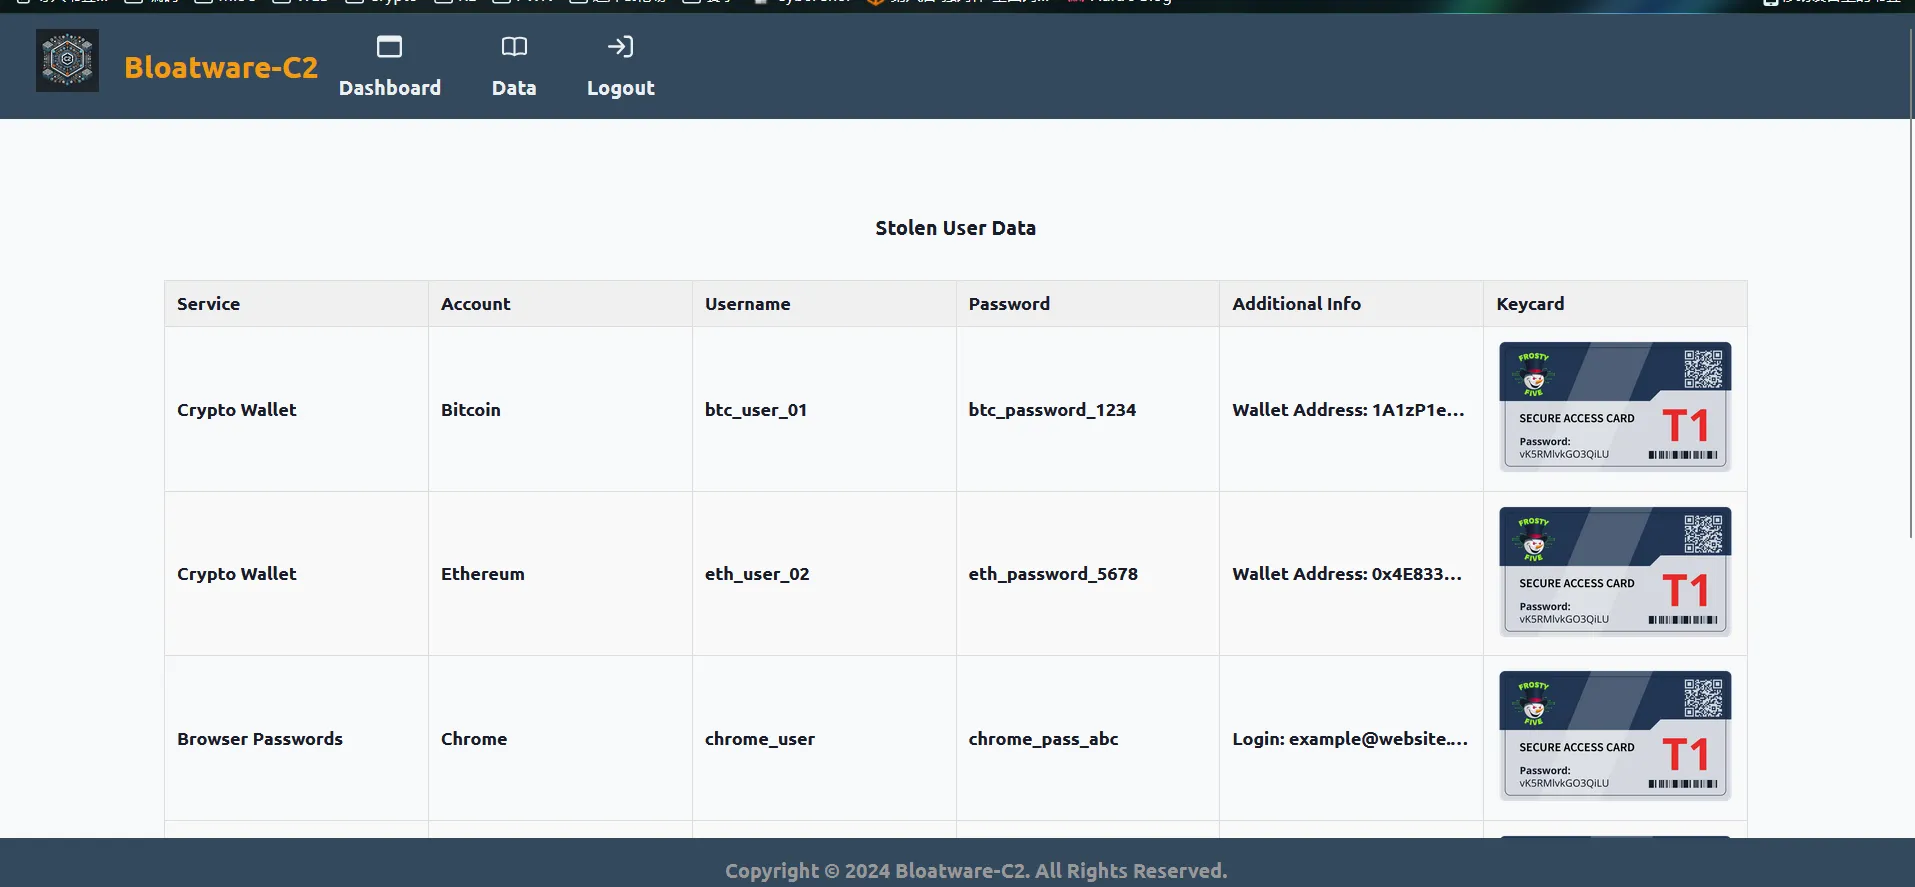 Bloatware-C2
Dashboard
Data
Logout
Stolen User Data
Service Account Username Password Additional Info Keycard
Crypto Wallet Bitcoin btc_user_01 btc_password_1234 Wallet Address: 1A1zP1e...
FROSTY
FIVE
SECURE ACCESS CARD
T1
Password:
vK5RMlvkGO3QiLU
Crypto Wallet Ethereum eth_user_02 eth_password_5678 Wallet Address: 0x4E833...
FROSTY
FIVE
SECURE ACCESS CARD
T1
Password:
vK5RMlvkGO3QiLU
Browser Passwords Chrome chrome_user chrome_pass_abc Login: example@website....
FROSTY
FIVE
SECURE ACCESS CARD
T1
Password:
vK5RMlvkGO3QiLU
Copyright © 2024 Bloatware-C2. All Rights Reserved.